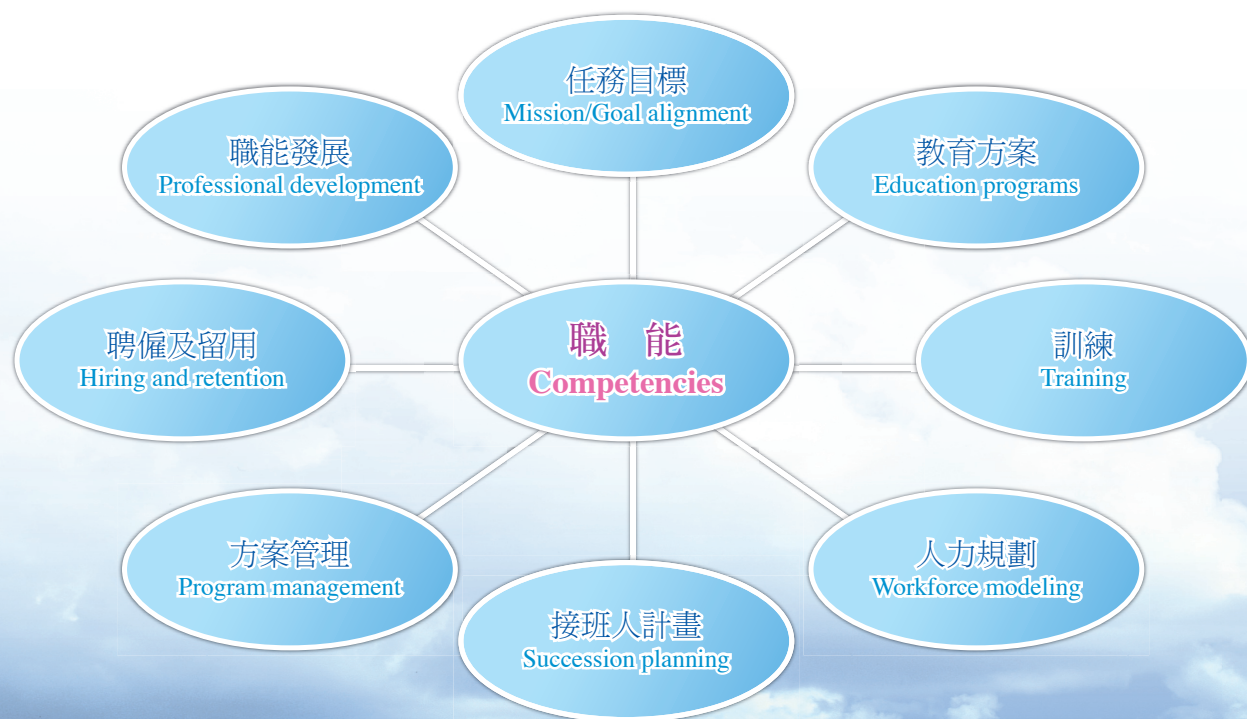 任務目標
Mission/Goal alignment
職能發展
Professional development
教育方案
Education programs
聘僱及留用
Hiring and retention
職 能
Competencies
訓練
Training
方案管理
Program management
人力規劃
Workforce modeling
接班人計畫
Succession planning